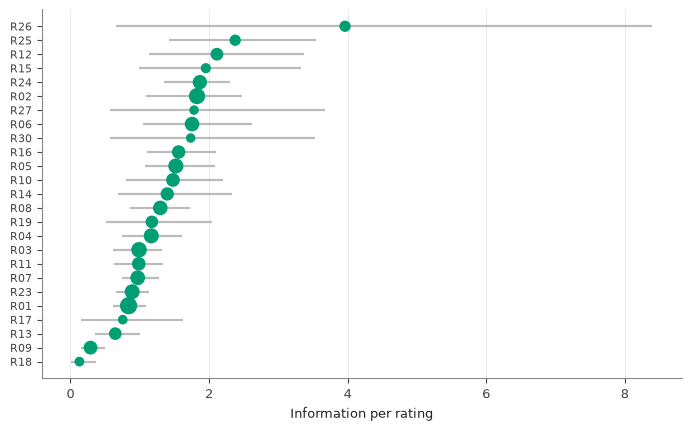 R26
R25
R12
R15
R24
R02
R27
R06
R30
R16
R05
R10
R14
R08
R19
R04
R03
R11
R07
R23
R01
R17
R13
R09
R18
0 2 4 6 8
Information per rating